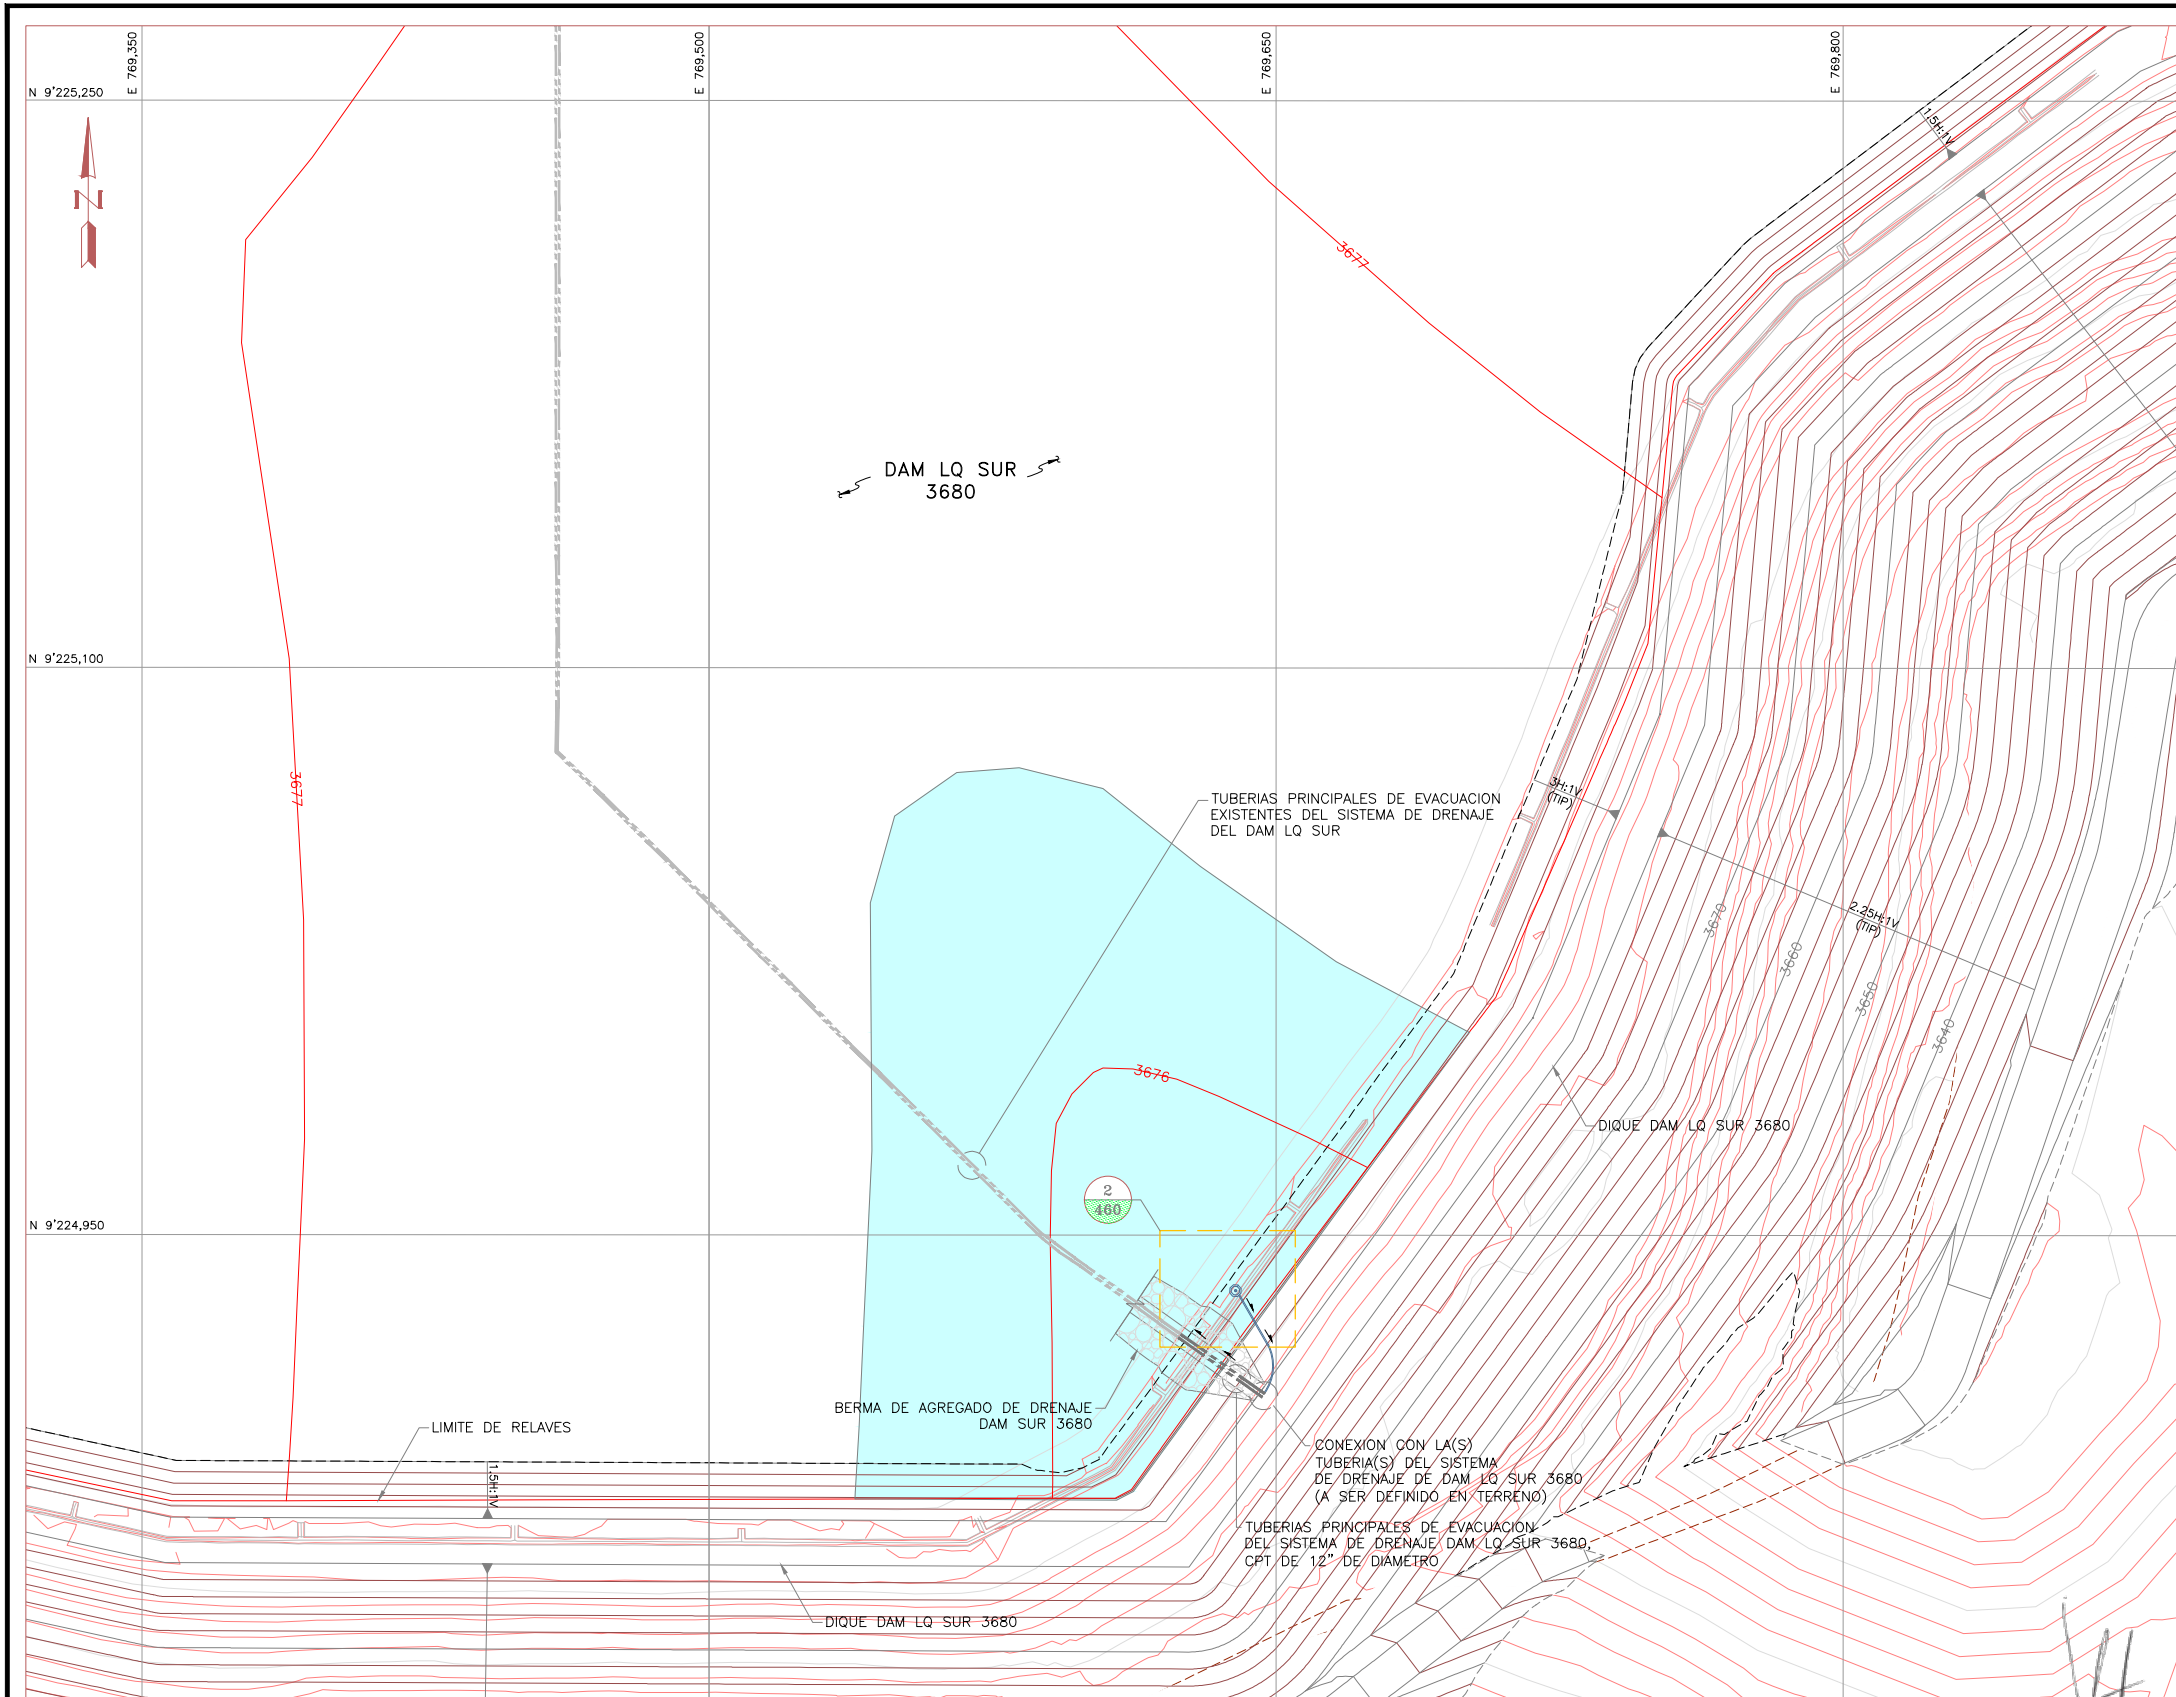 E 769,350
E 769,500
E 769,650
E 769,800
N 9'225,250
N
1.5H:1V
3677
DAM LQ SUR
3680
N 9'225,100
3677
TUBERIAS PRINCIPALES DE EVACUACION
EXISTENTES DEL SISTEMA DE DRENAJE
DEL DAM LQ SUR
3H:1V
(TIP)
2.25H:1V
(TIP)
3670
3660
3650
3640
3676
DIQUE DAM LQ SUR 3680
2
460
N 9'224,950
BERMA DE AGREGADO DE DRENAJE
DAM SUR 3680
LIMITE DE RELAVES
1.5H:1V
CONEXION CON LA(S)
TUBERIA(S) DEL SISTEMA
DE DRENAJE DE DAM LQ SUR 3680
(A SER DEFINIDO EN TERRENO)
TUBERIAS PRINCIPALES DE EVACUACION
DEL SISTEMA DE DRENAJE DAM LQ SUR 3680,
CPT DE 12" DE DIAMETRO
DIQUE DAM LQ SUR 3680